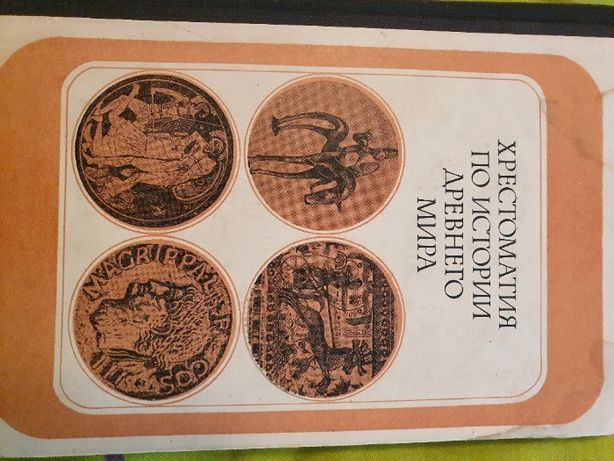 ХРЕСТОМАТИЯ
ПО ИСТОРИИ
ДРЕВНЕГО
МИРА
M·AGRIPPA·L·F·
COS·